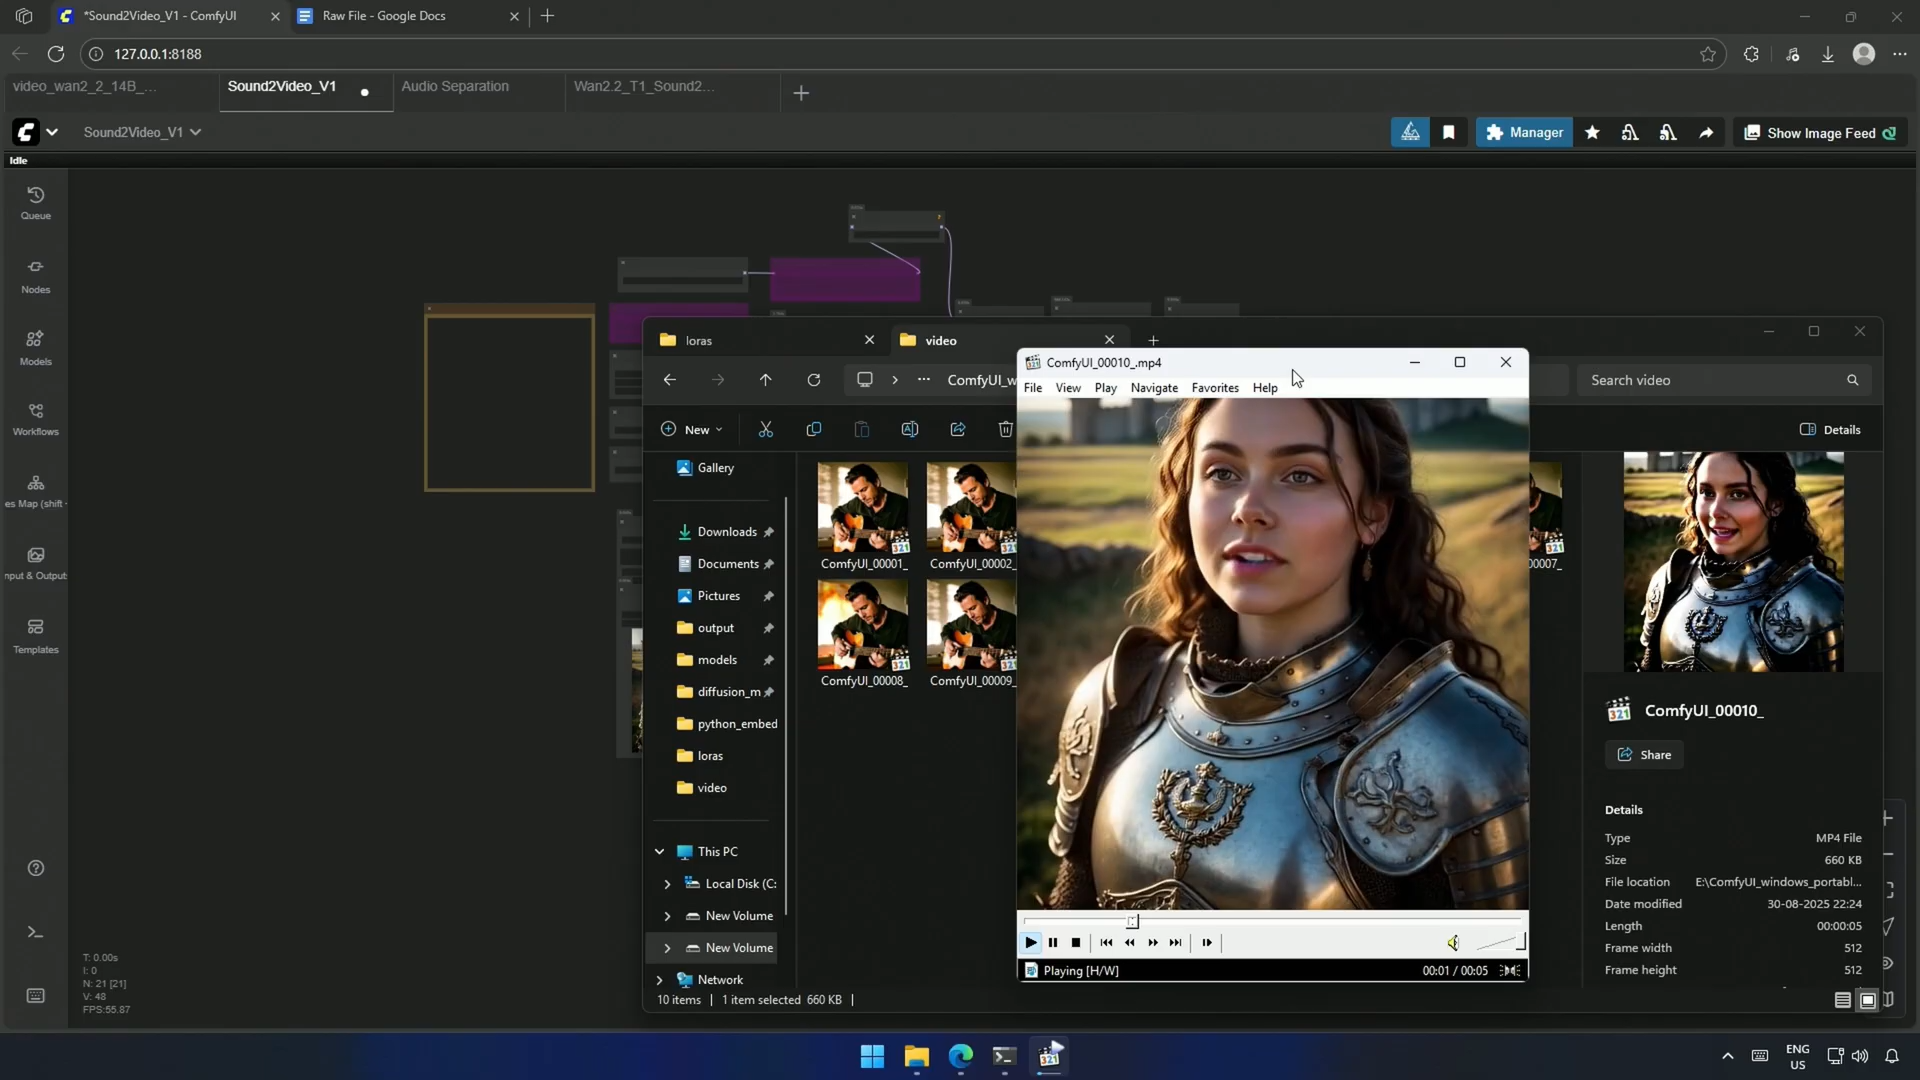 *Sound2Video_V1 - ComfyUI
Raw File - Google Docs
127.0.0.1:8188
video_wan2_2_14B_...
Sound2Video_V1
Audio Separation
Wan2.2_T1_Sound2...
Sound2Video_V1
Manager
Show Image Feed
Idle
Queue
Nodes
Models
Workflows
es Map (shift -
nput & Output
Templates
T: 0.00s
I: 0
N: 21 [21]
V: 48
FPS:55.87
loras
video
ComfyUI_w
Search video
New
Details
Gallery
Downloads
Documents
Pictures
output
models
diffusion_m
python_embed
loras
video
This PC
Local Disk (C:
New Volume
New Volume
Network
ComfyUI_00001_
ComfyUI_00002_
00007_
ComfyUI_00008_
ComfyUI_00009_
10 items
1 item selected 660 KB
ComfyUI_00010_.mp4
File View Play Navigate Favorites Help
Playing [H/W]
00:01 / 00:05
ComfyUI_00010_
Share
Details
Type MP4 File
Size 660 KB
File location E:\ComfyUI_windows_portabl...
Date modified 30-08-2025 22:24
Length 00:00:05
Frame width 512
Frame height 512
ENG
US